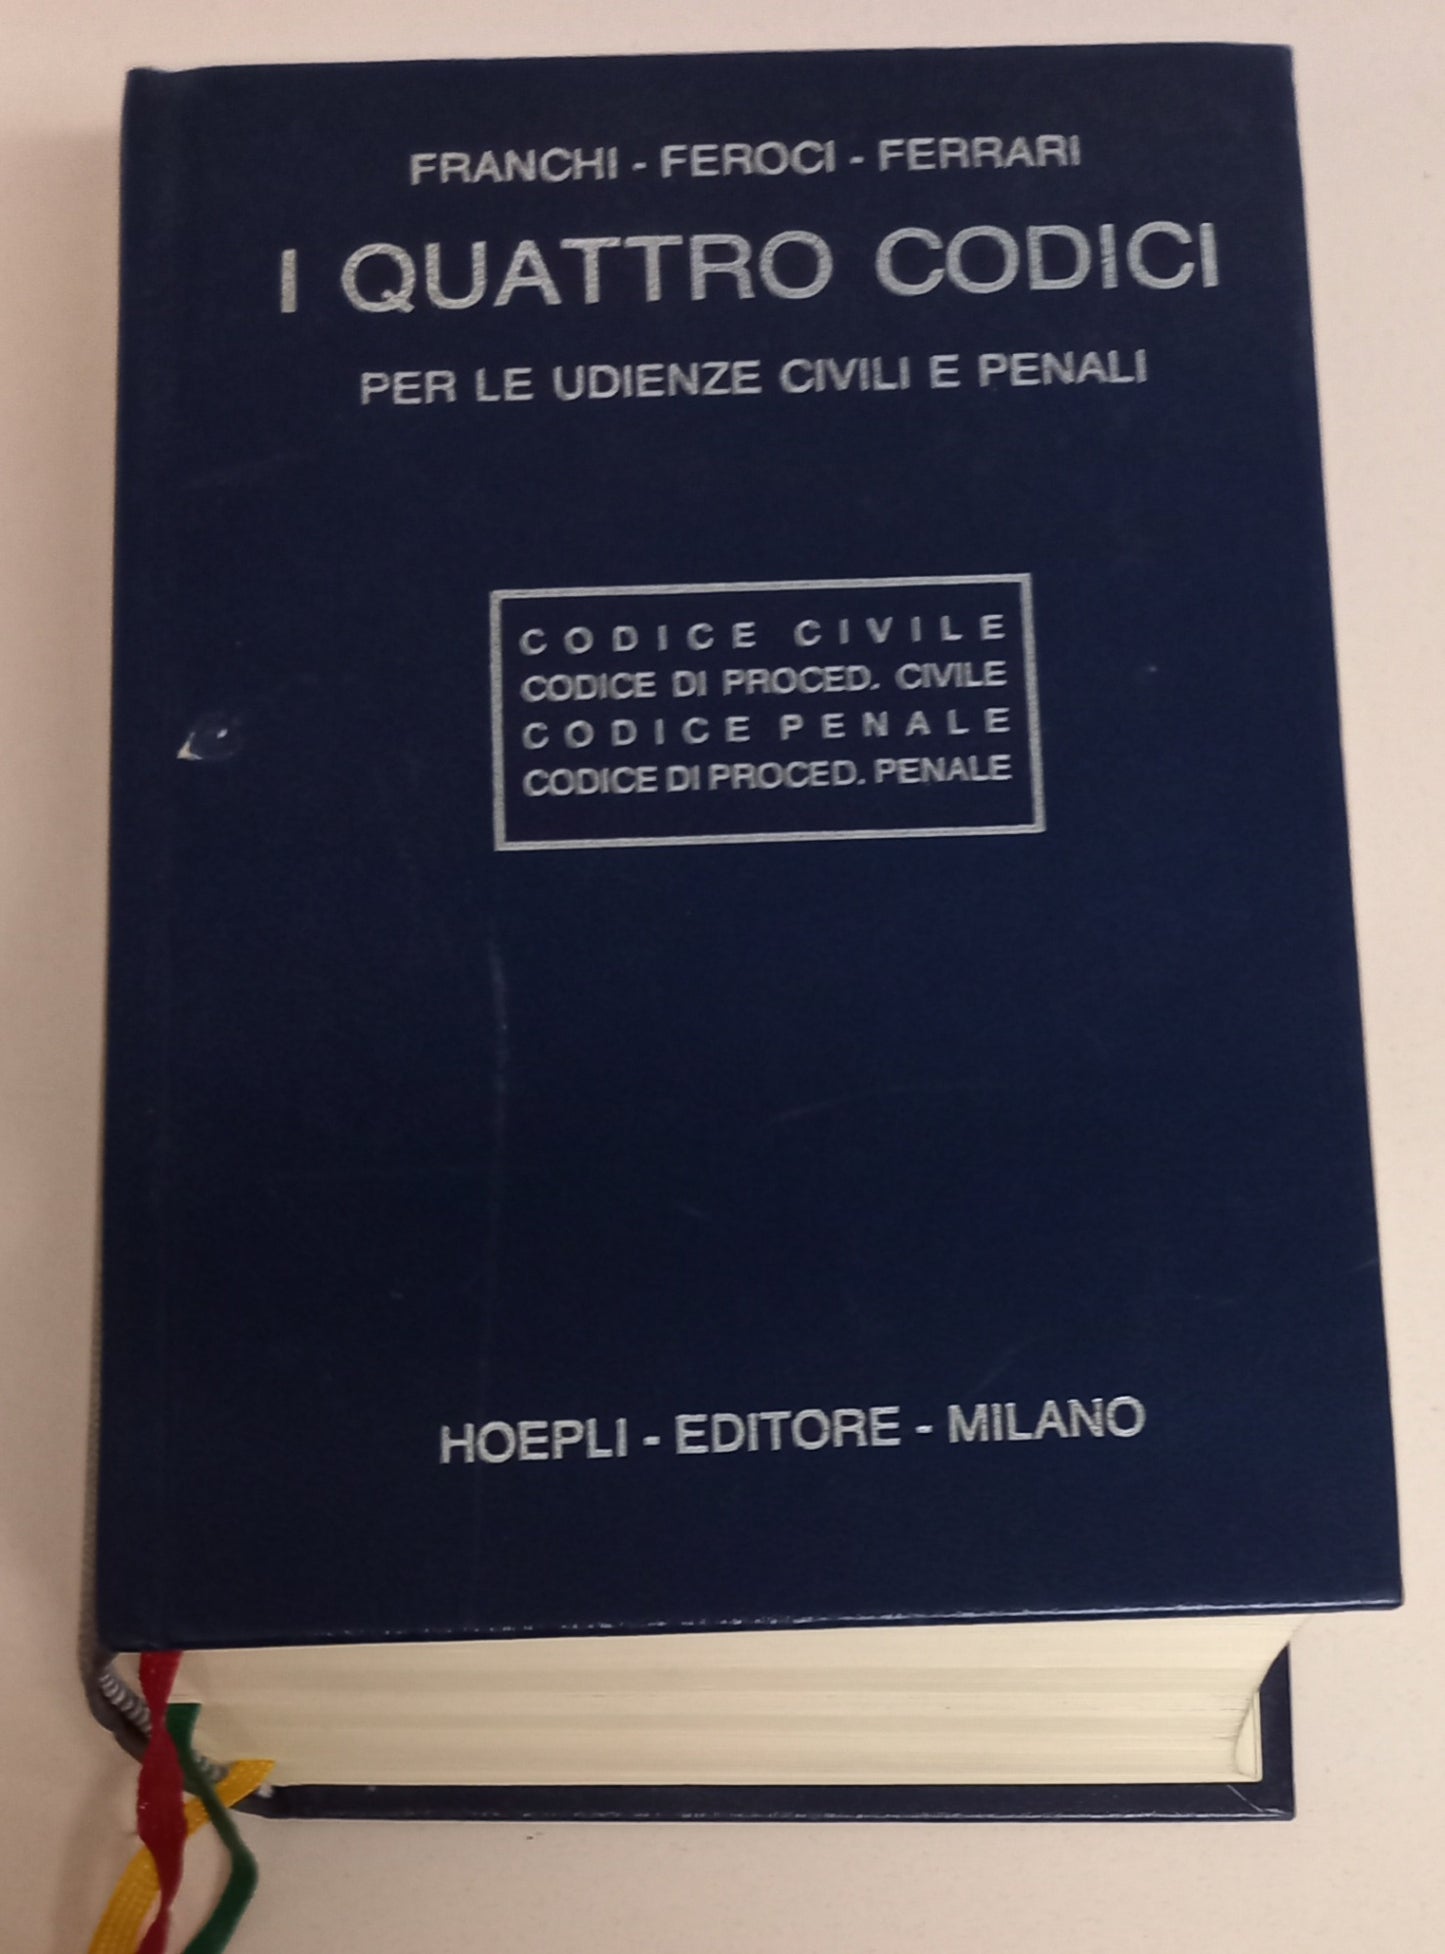 FRANCHI - FEROCI - FERRARI
I QUATTRO CODICI
PER LE UDIENZE CIVILI E PENALI
CODICE CIVILE
CODICE DI PROCED. CIVILE
CODICE PENALE
CODICE DI PROCED. PENALE
HOEPLI - EDITORE - MILANO